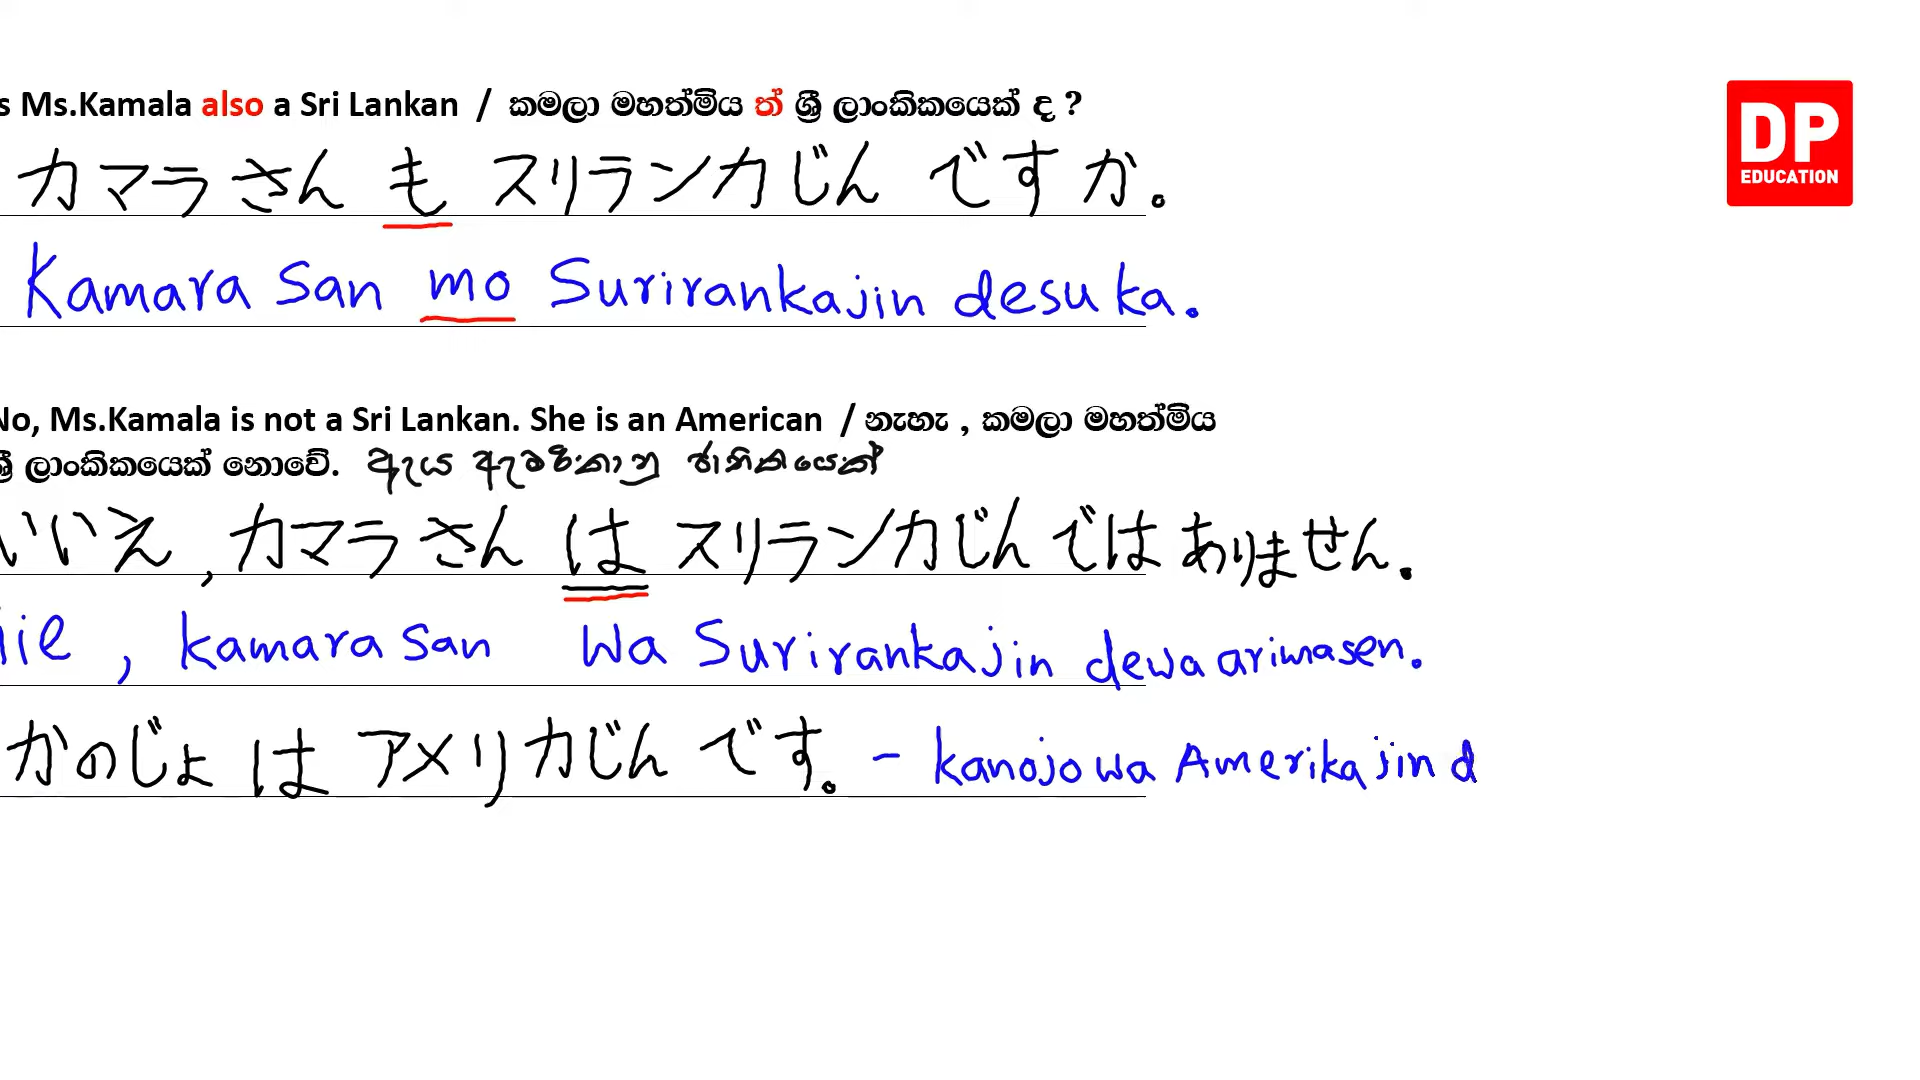 s Ms.Kamala also a Sri Lankan / කමලා මහත්මිය ත් ශ්‍රී ලාංකිකයෙක් ද ?
DP
EDUCATION
カマラさん も スリランカじん ですか。
Kamara san mo Surirankajin desu ka.
No, Ms.Kamala is not a Sri Lankan. She is an American / නැහැ , කමලා මහත්මිය
ශ්‍රී ලාංකිකයෙක් නොවේ. ඇය ඇමරිකානු ජාතිකයෙක්
いいえ , カマラさん は スリランカじん では ありません.
iie , kamara san wa Surirankajin dewa arimasen.
かのじょ は アメリカじん です. - kanojo wa Amerika jin d